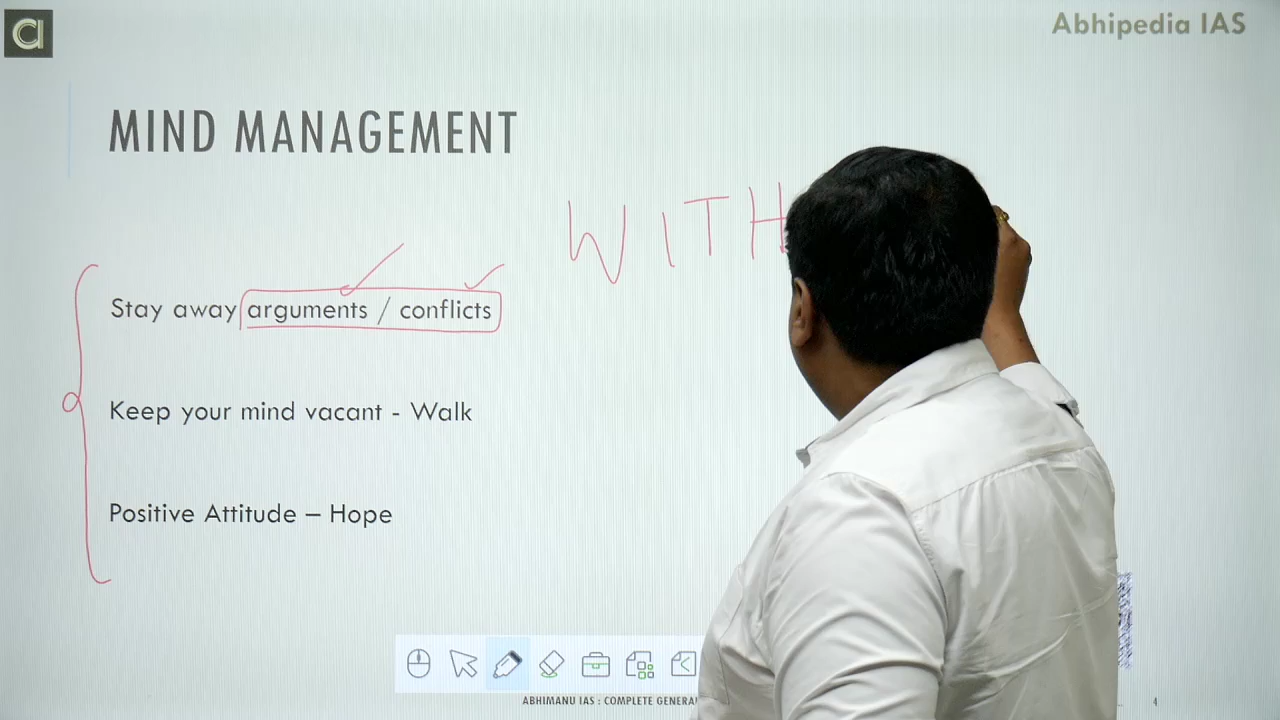 Abhipedia IAS
MIND MANAGEMENT
WITH
Stay away arguments / conflicts
Keep your mind vacant - Walk
Positive Attitude – Hope
ABHIMANU IAS : COMPLETE GENERA
4